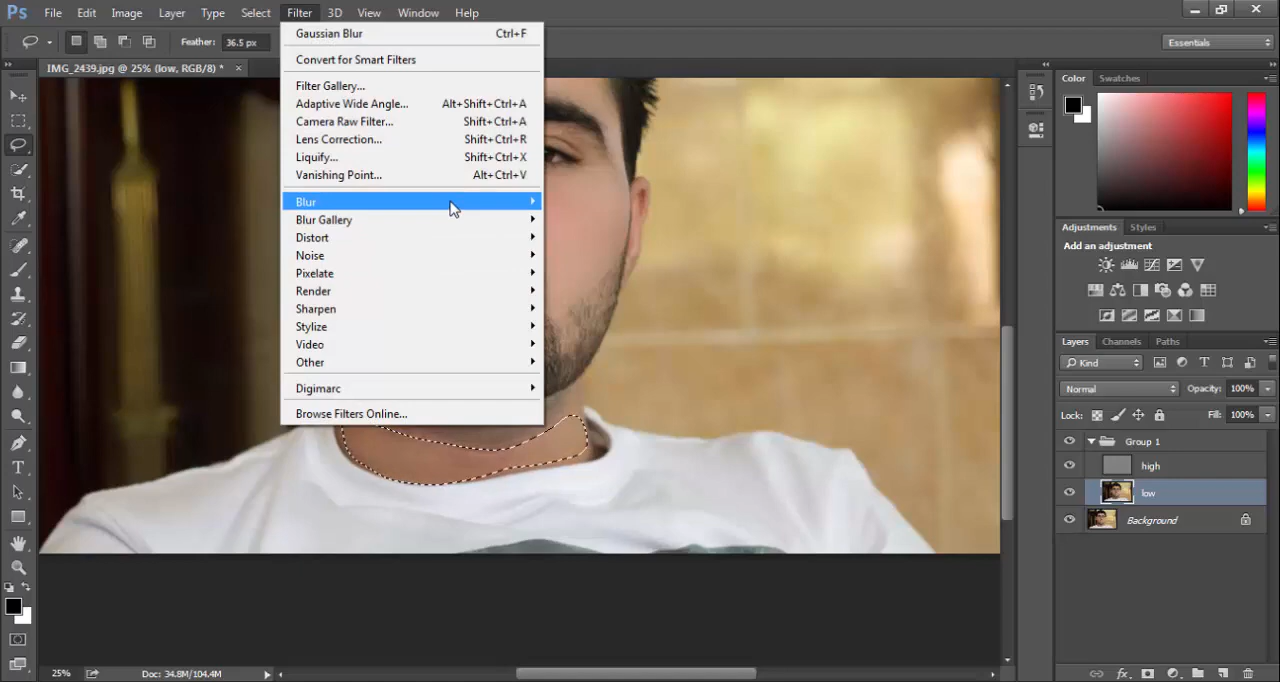 Ps File Edit Image Layer Type Select Filter 3D View Window Help
Feather: 36.5 px Essentials
IMG_2439.jpg @ 25% (low, RGB/8) * ×
Gaussian Blur Ctrl+F
Convert for Smart Filters
Filter Gallery...
Adaptive Wide Angle... Alt+Shift+Ctrl+A
Camera Raw Filter... Shift+Ctrl+A
Lens Correction... Shift+Ctrl+R
Liquify... Shift+Ctrl+X
Vanishing Point... Alt+Ctrl+V
Blur
Blur Gallery
Distort
Noise
Pixelate
Render
Sharpen
Stylize
Video
Other
Digimarc
Browse Filters Online...
Color Swatches
Adjustments Styles
Add an adjustment
Layers Channels Paths
Kind
Normal Opacity: 100%
Lock: Fill: 100%
Group 1
high
low
Background
25% Doc: 34.8M/104.4M